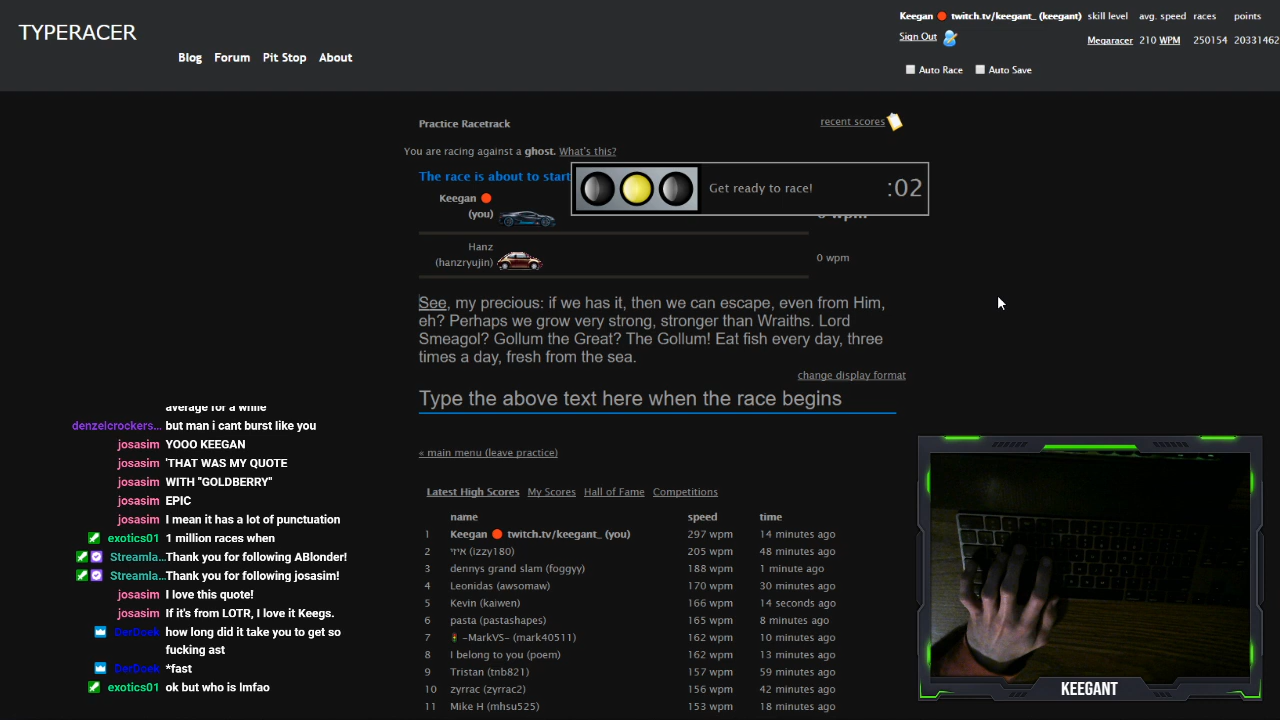 TYPERACER
Blog Forum Pit Stop About
Keegan twitch.tv/keegant_ (keegant) skill level avg. speed races points
Sign Out Megaracer 210 WPM 250154 20331462
Auto Race Auto Save
Practice Racetrack
recent scores
You are racing against a ghost. What's this?
The race is about to start
Get ready to race! :02
Keegan
(you)
Hanz
(hanzryujin) 0 wpm
See, my precious: if we has it, then we can escape, even from Him,
eh? Perhaps we grow very strong, stronger than Wraiths. Lord
Smeagol? Gollum the Great? The Gollum! Eat fish every day, three
times a day, fresh from the sea.
change display format
Type the above text here when the race begins
« main menu (leave practice)
Latest High Scores My Scores Hall of Fame Competitions
name speed time
1 Keegan twitch.tv/keegant_ (you) 297 wpm 14 minutes ago
2 איזי (izzy180) 205 wpm 48 minutes ago
3 dennys grand slam (foggyy) 188 wpm 1 minute ago
4 Leonidas (awsomaw) 170 wpm 30 minutes ago
5 Kevin (kaiwen) 166 wpm 14 seconds ago
6 pasta (pastashapes) 165 wpm 8 minutes ago
7 -MarkVS- (mark40511) 162 wpm 10 minutes ago
8 I belong to you (poem) 162 wpm 13 minutes ago
9 Tristan (tnb821) 157 wpm 59 minutes ago
10 zyrrac (zyrrac2) 156 wpm 42 minutes ago
11 Mike H (mhsu525) 153 wpm 18 minutes ago
average for a while
denzelcrockers... but man i cant burst like you
josasim YOOO KEEGAN
josasim 'THAT WAS MY QUOTE
josasim WITH "GOLDBERRY"
josasim EPIC
josasim I mean it has a lot of punctuation
exotics01 1 million races when
Streamla... Thank you for following ABlonder!
Streamla... Thank you for following josasim!
josasim I love this quote!
josasim If it's from LOTR, I love it Keegs.
DerDoek how long did it take you to get so
fucking ast
DerDoek *fast
exotics01 ok but who is lmfao
KEEGANT